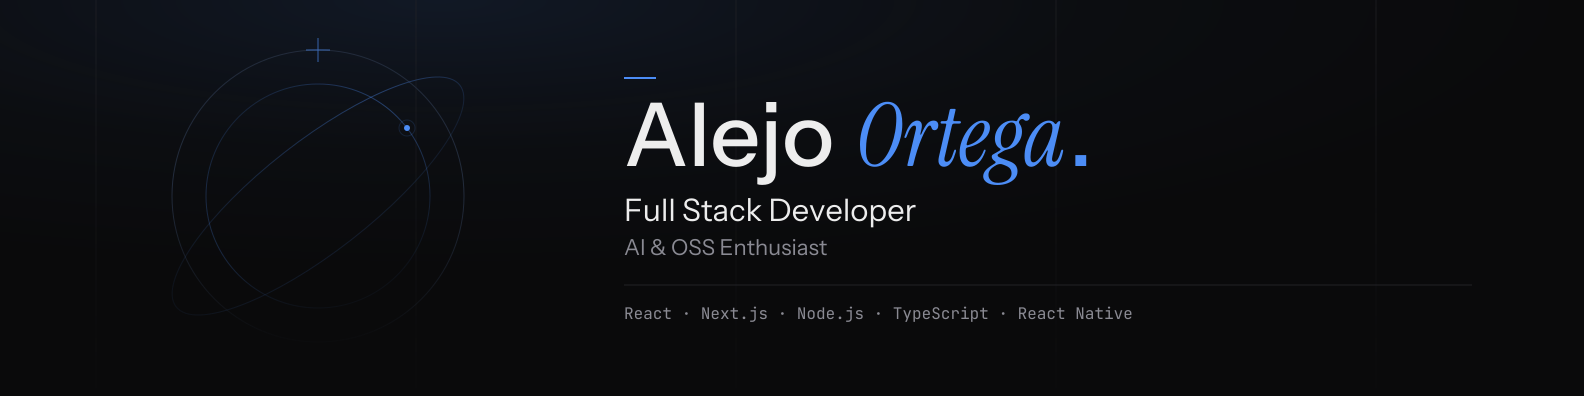 Alejo Ortega.
Full Stack Developer
AI & OSS Enthusiast
React · Next.js · Node.js · TypeScript · React Native